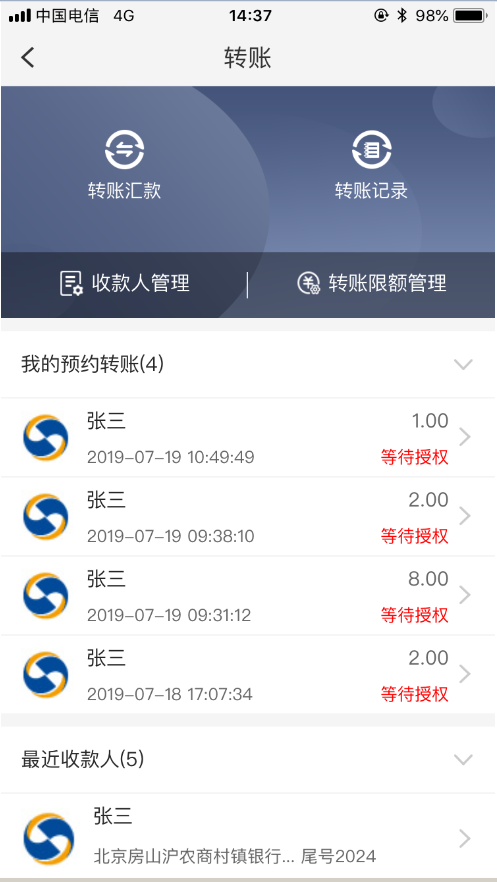 中国电信 4G 14:37 98%
转账
转账汇款 转账记录
收款人管理 转账限额管理
我的预约转账(4)
张三 1.00
2019-07-19 10:49:49 等待授权
张三 2.00
2019-07-19 09:38:10 等待授权
张三 8.00
2019-07-19 09:31:12 等待授权
张三 2.00
2019-07-18 17:07:34 等待授权
最近收款人(5)
张三
北京房山沪农商村镇银行... 尾号2024